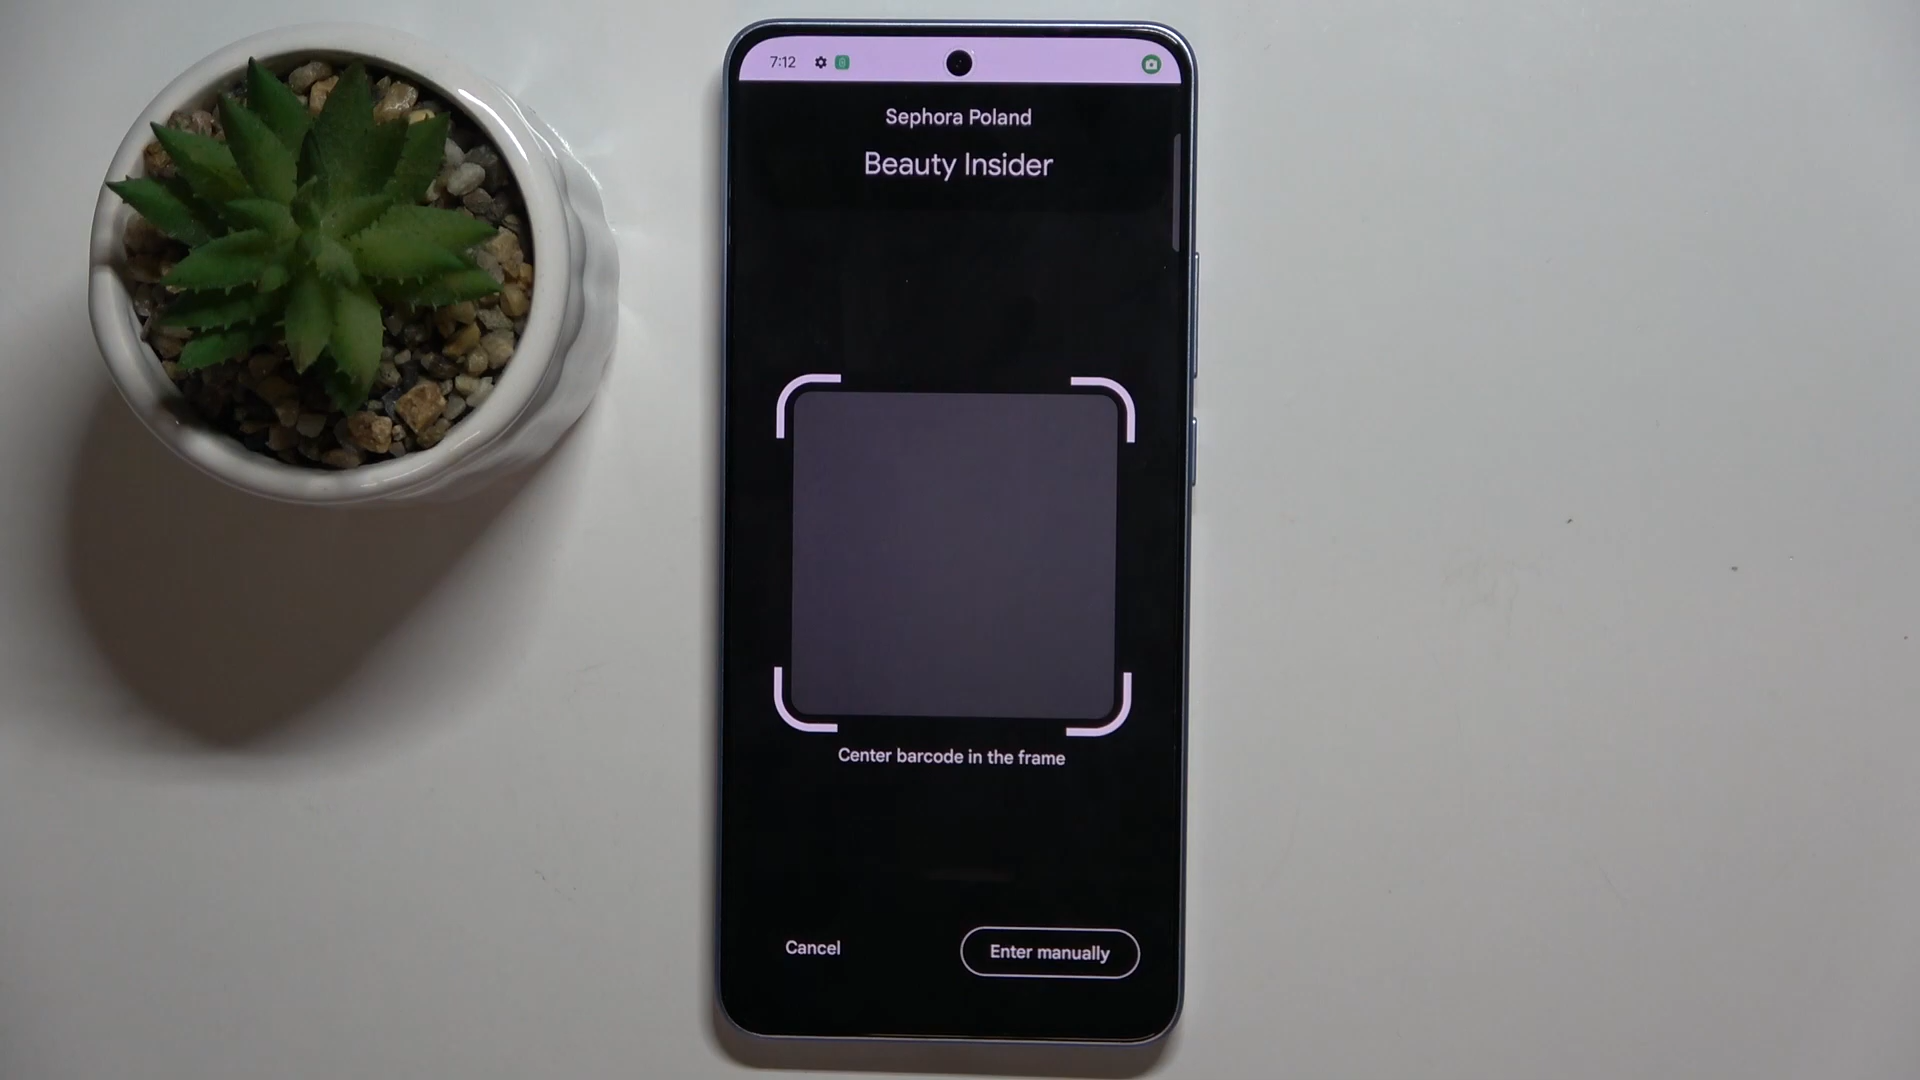 7:12
Sephora Poland
Beauty Insider
Center barcode in the frame
Cancel
Enter manually